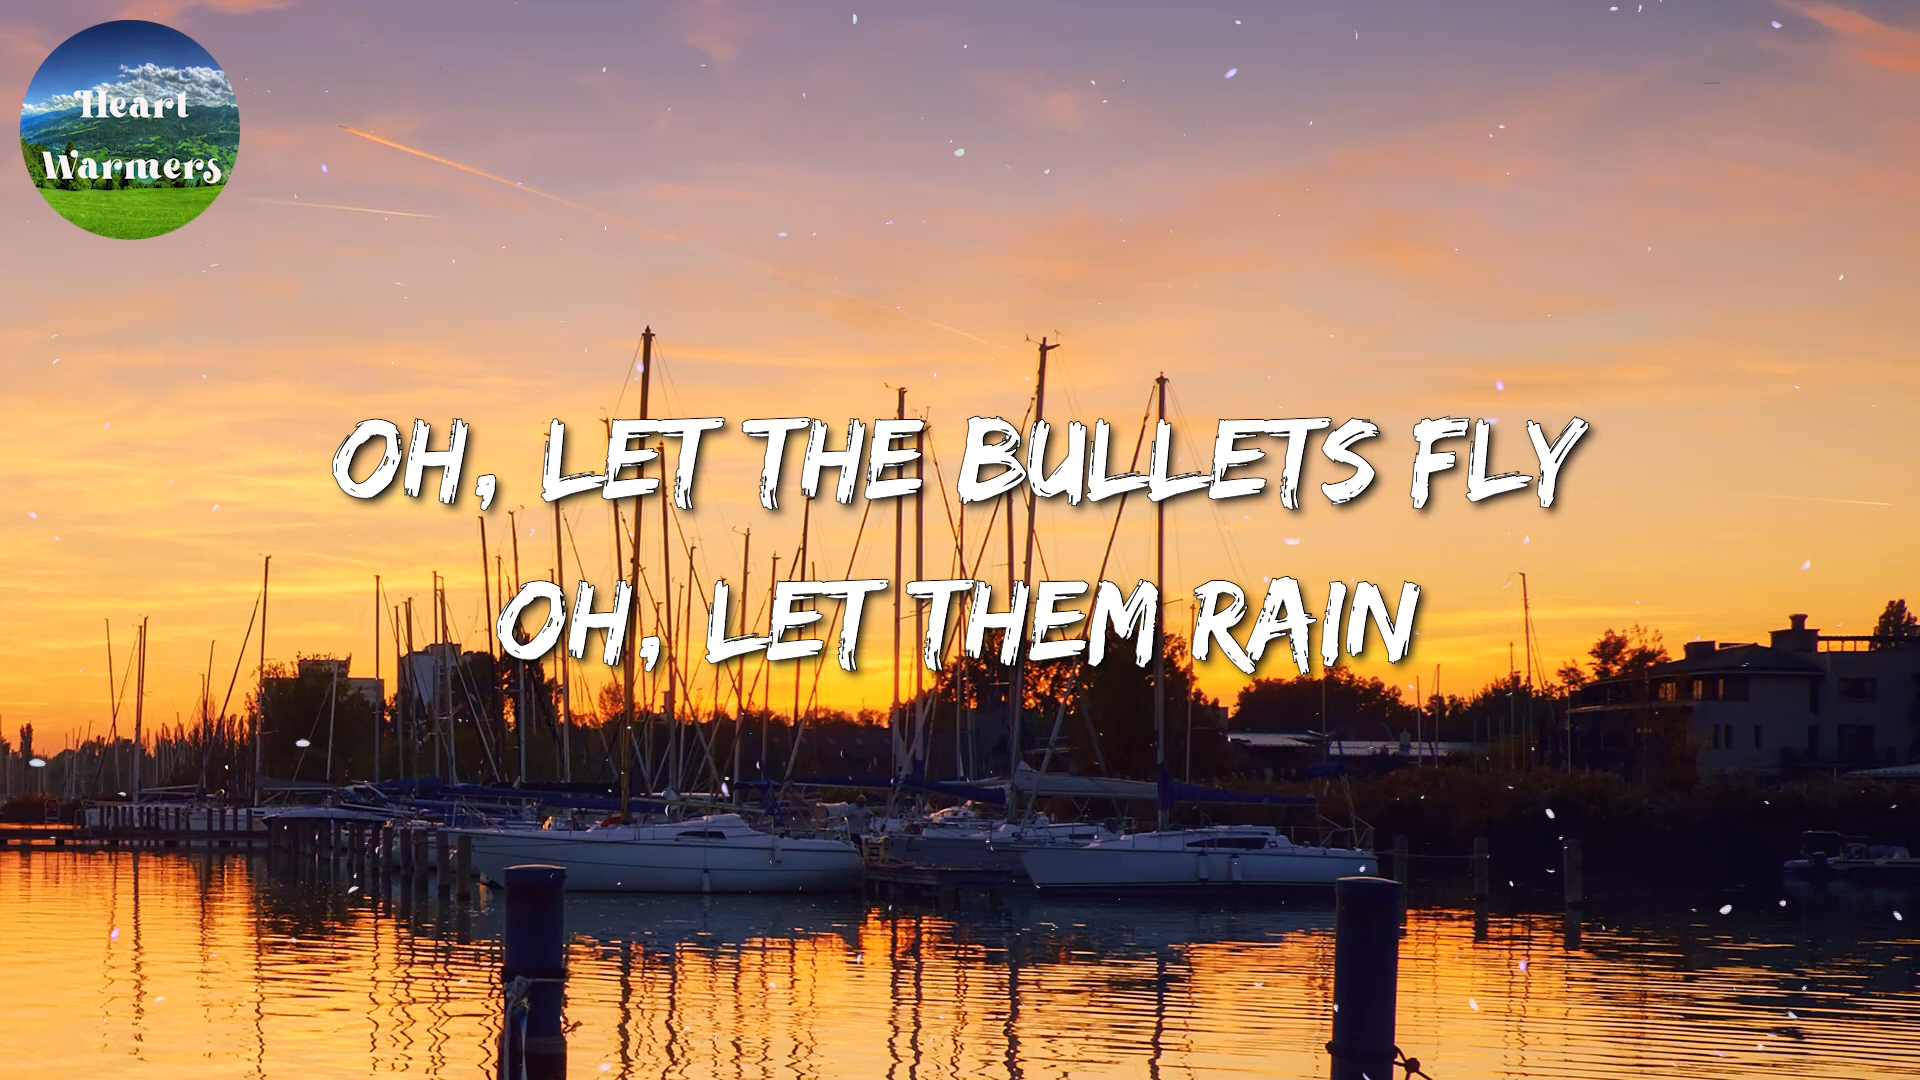 Heart
Warmers
OH, LET THE BULLETS FLY
OH, LET THEM RAIN